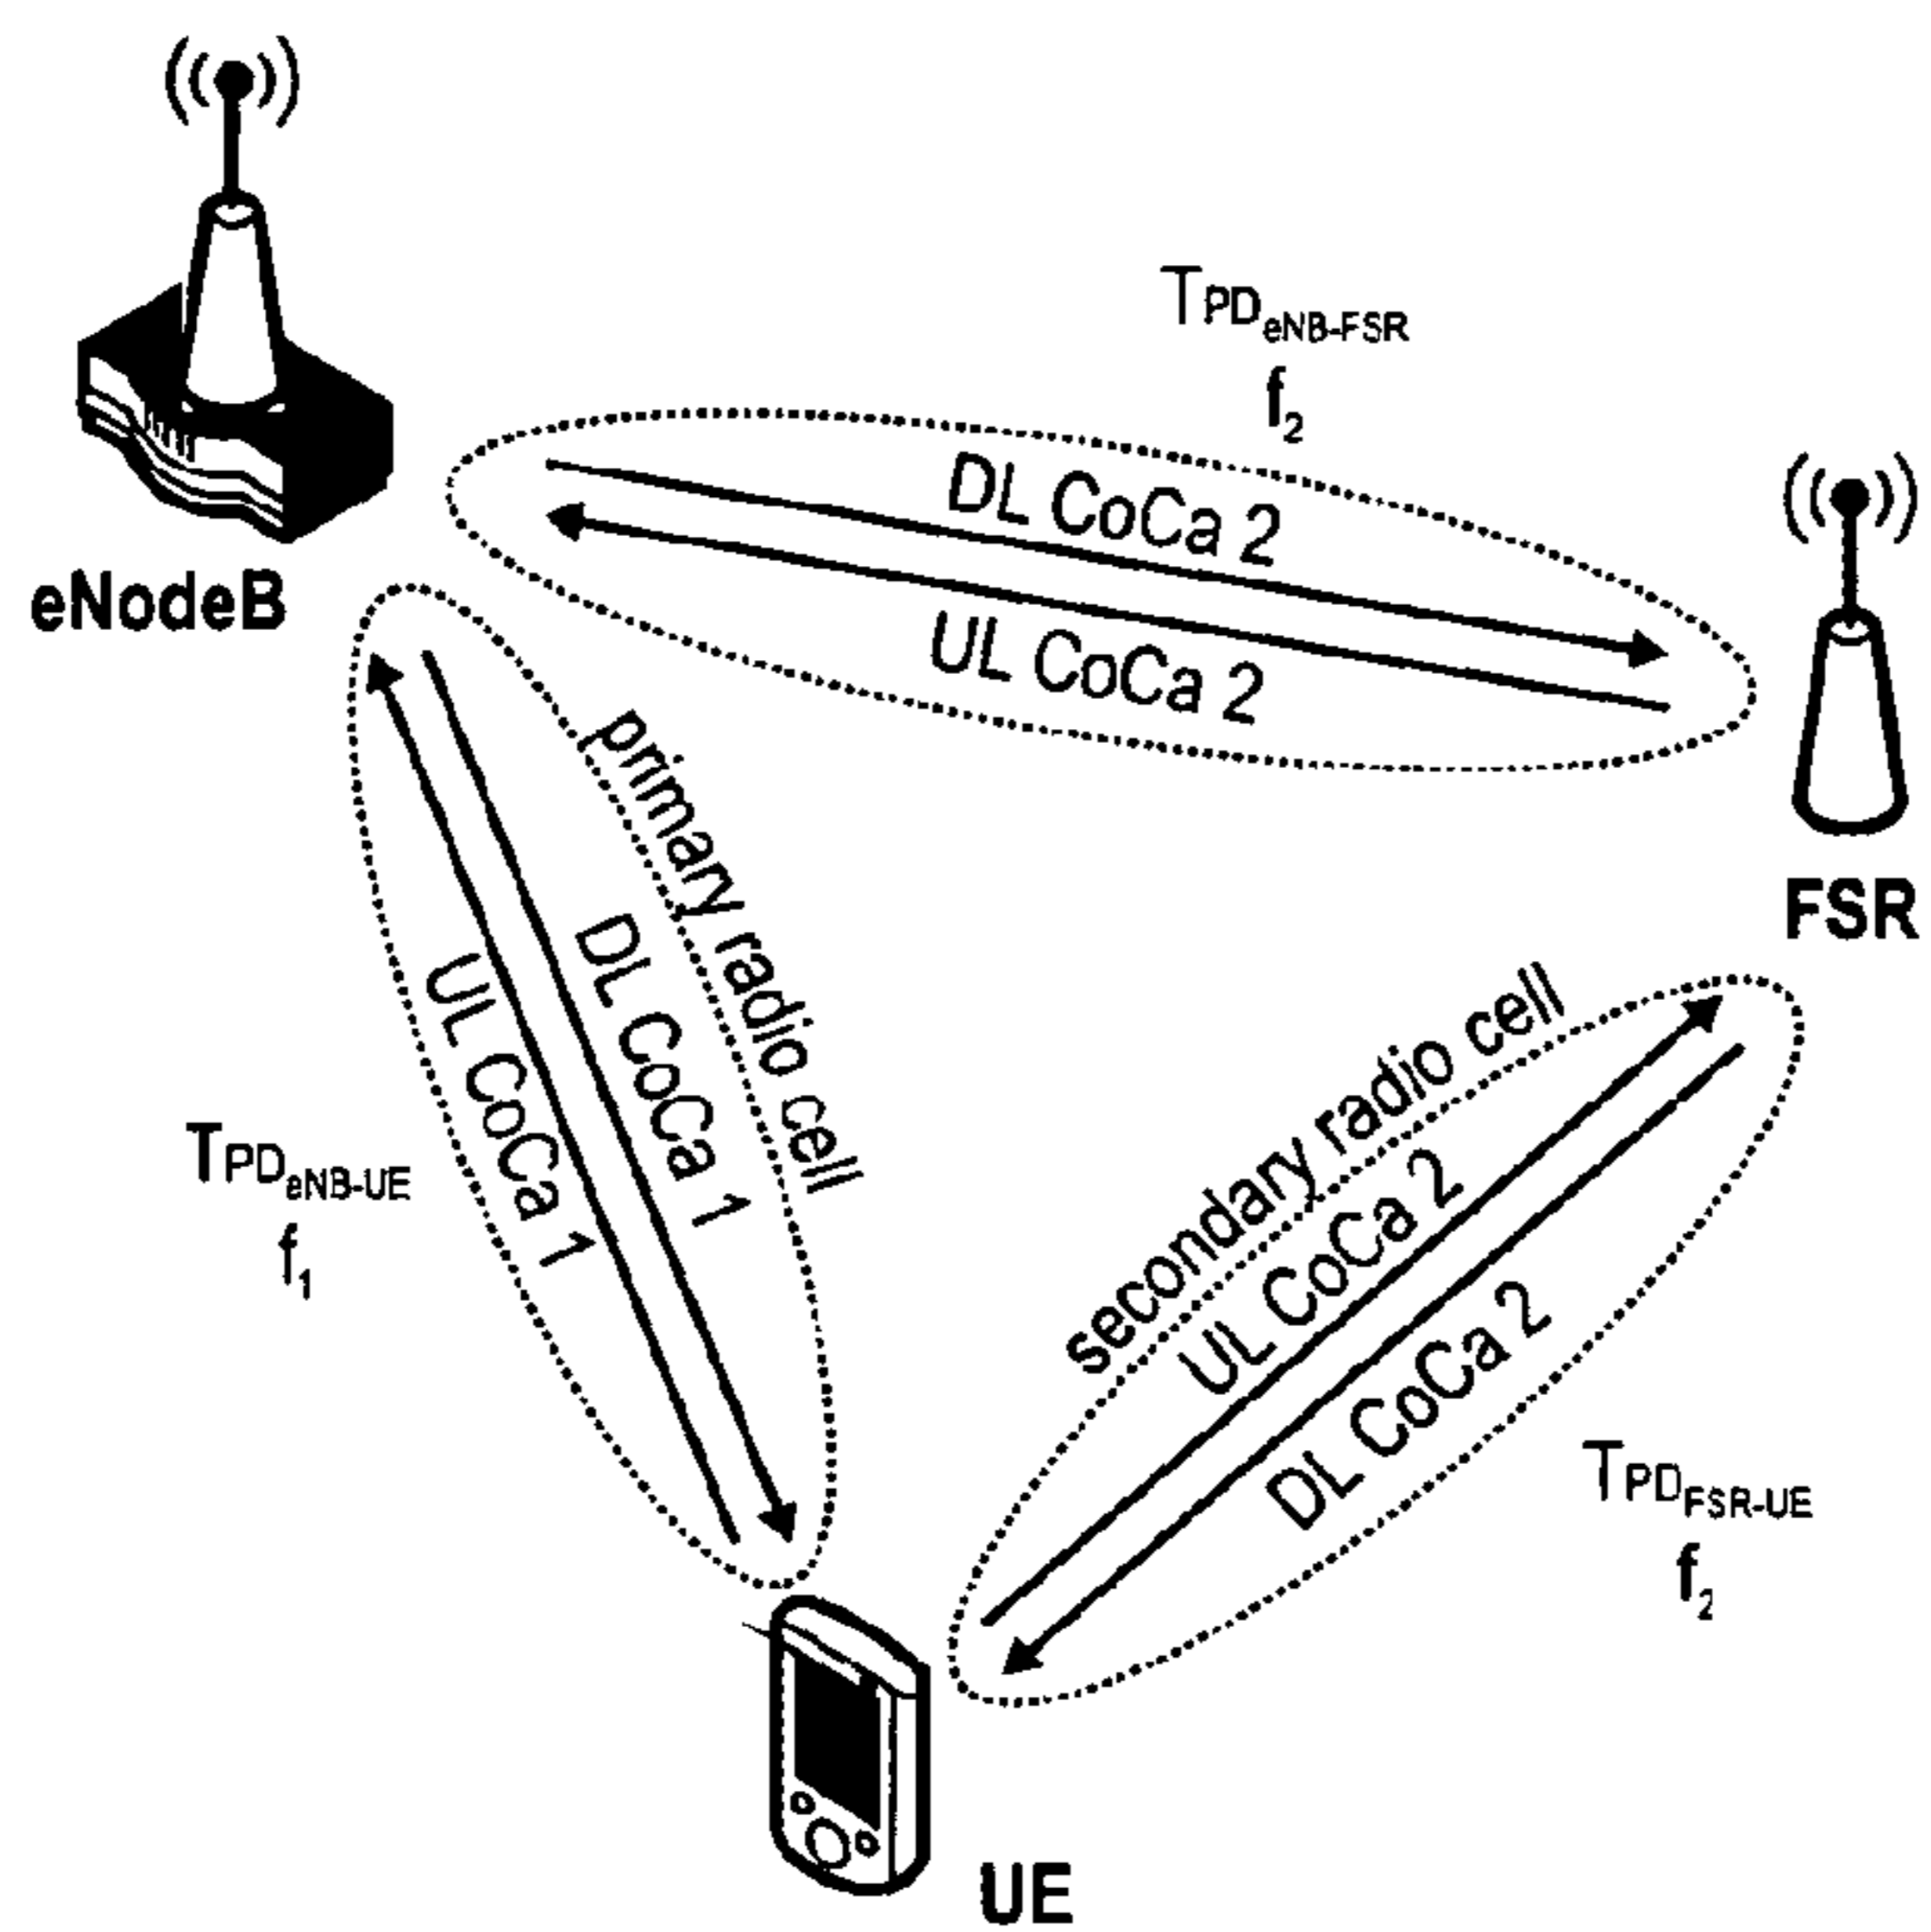 TPDeNB-FSR
f2
DL CoCa 2
UL CoCa 2
eNodeB
FSR
primary radio cell
DL CoCa 1
UL CoCa 1
TPDeNB-UE
f1
secondary radio cell
UL CoCa 2
DL CoCa 2
TPDFSR-UE
f2
UE